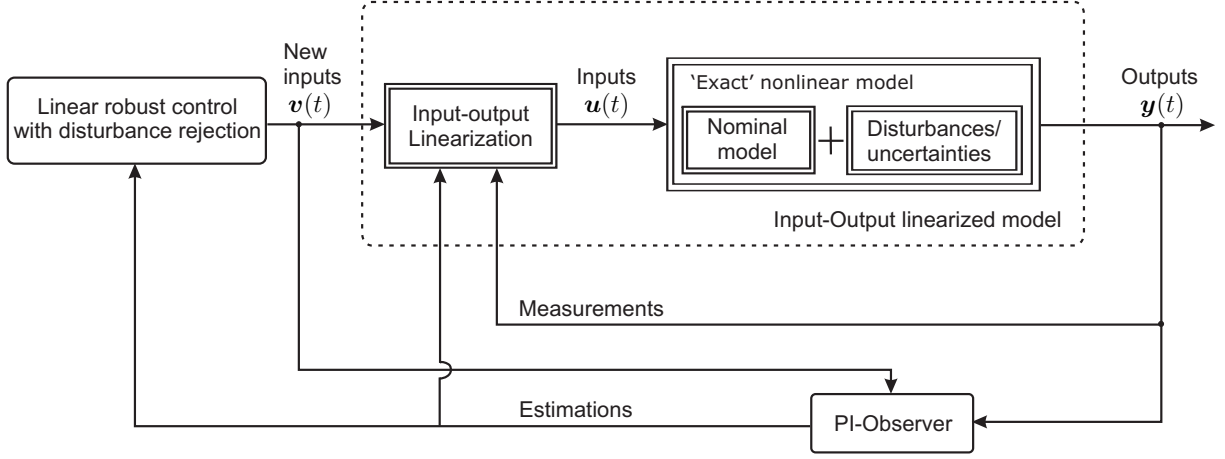 Linear robust control
with disturbance rejection
New
inputs
v(t)
Input-output
Linearization
Inputs
u(t)
‘Exact’ nonlinear model
Nominal
model
+
Disturbances/
uncertainties
Outputs
y(t)
Input-Output linearized model
Measurements
Estimations
PI-Observer